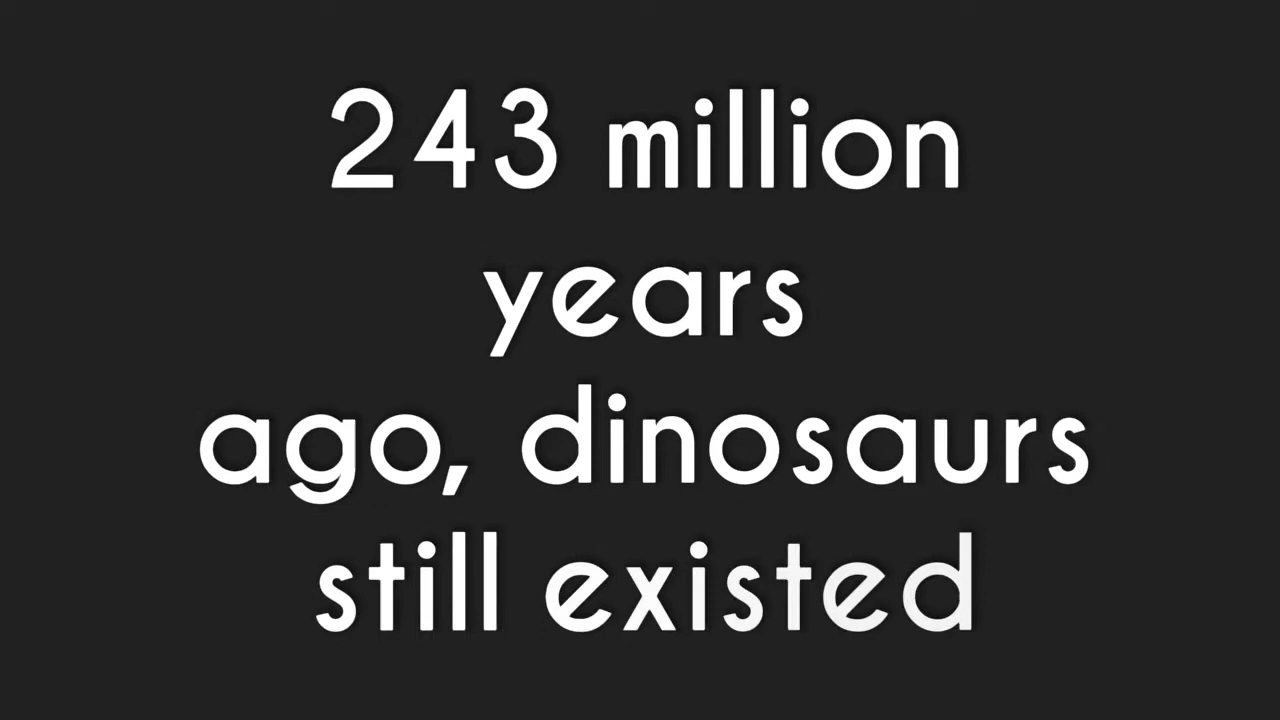 243 million
years
ago, dinosaurs
still existed